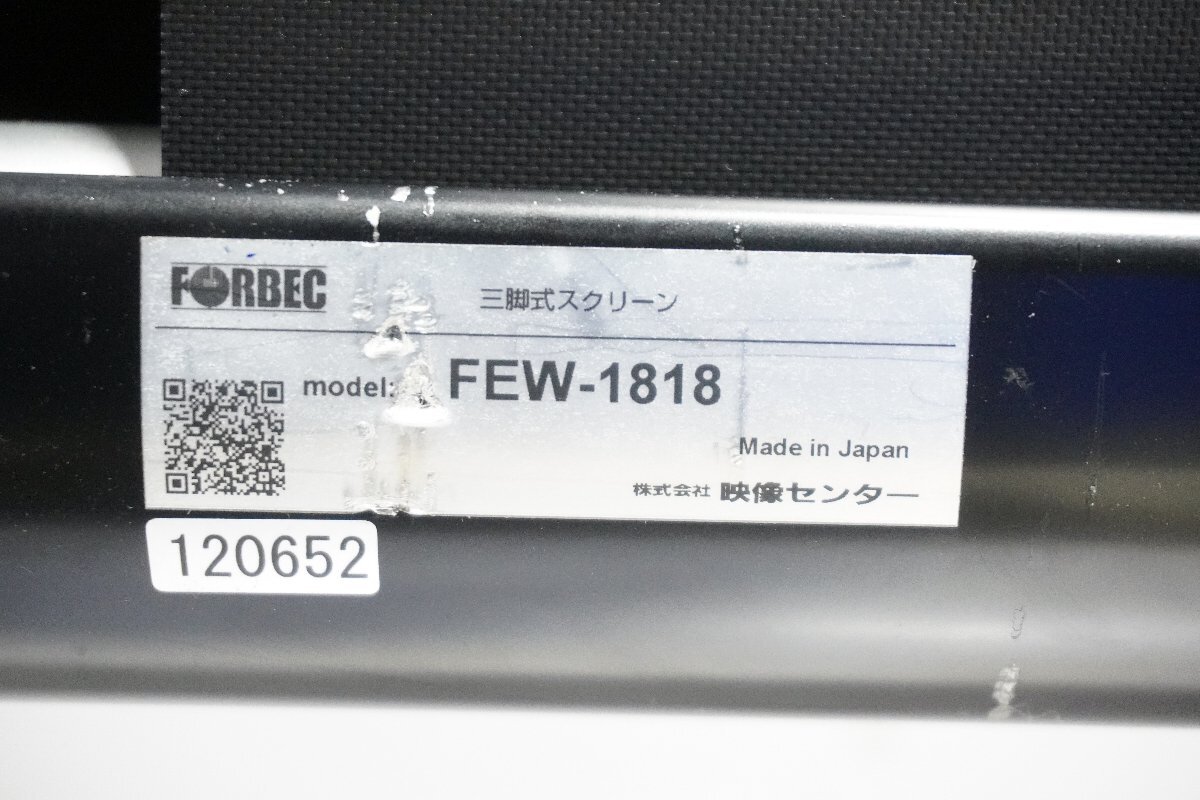 FORBEC
三脚式スクリーン
model: FEW-1818
Made in Japan
株式会社 映像センター
120652